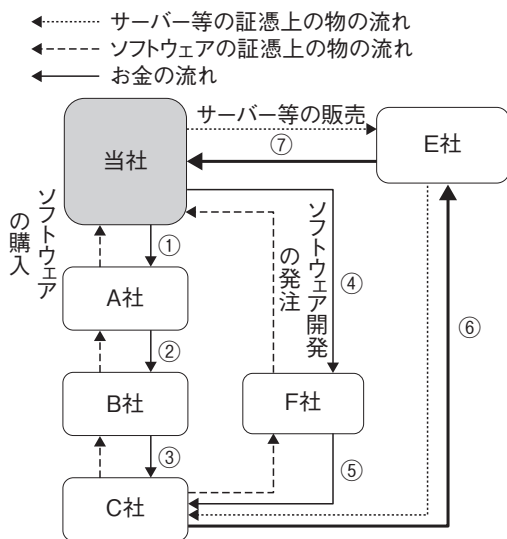 サーバー等の証憑上の物の流れ
ソフトウェアの証憑上の物の流れ
お金の流れ
サーバー等の販売
当社
⑦
E社
ソフトウェア
の購入
①
ソフトウェア開発
の発注
④
A社
②
⑥
B社
F社
③
⑤
C社